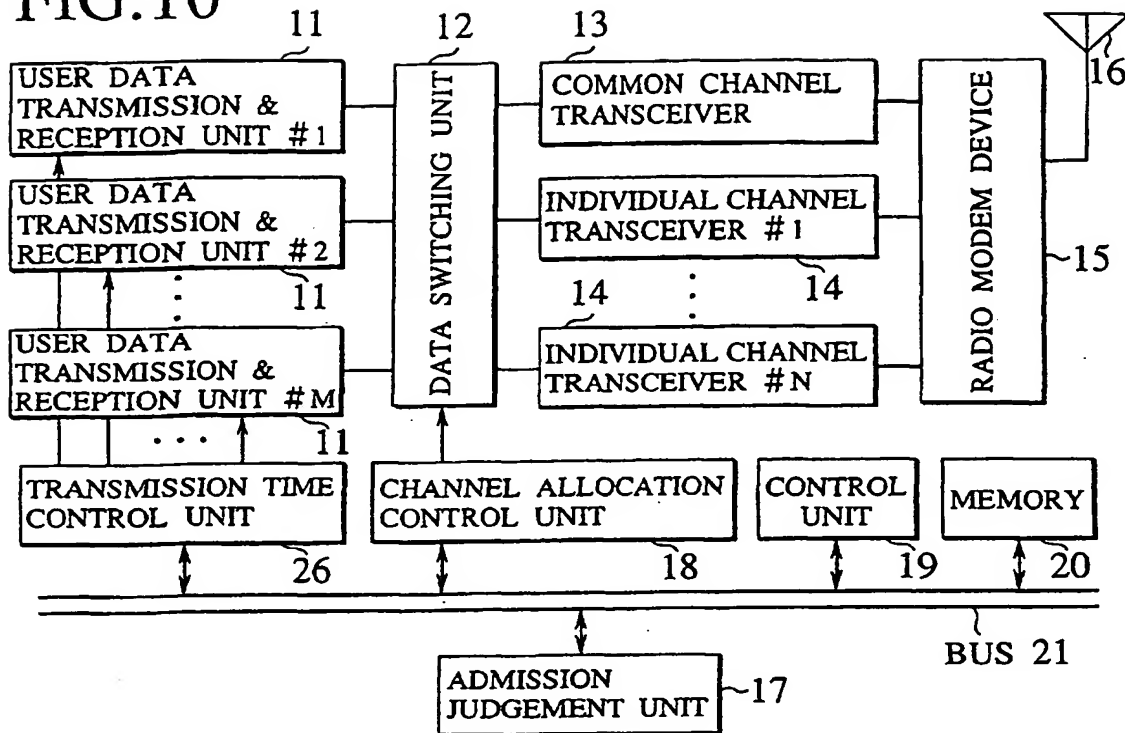 FIG.10
11
12
13
16
USER DATA
TRANSMISSION &
RECEPTION UNIT #1
DATA SWITCHING UNIT
COMMON CHANNEL
TRANSCEIVER
RADIO MODEM DEVICE
15
USER DATA
TRANSMISSION &
RECEPTION UNIT #2
11
INDIVIDUAL CHANNEL
TRANSCEIVER #1
14
14
USER DATA
TRANSMISSION &
RECEPTION UNIT #M
11
INDIVIDUAL CHANNEL
TRANSCEIVER #N
TRANSMISSION TIME
CONTROL UNIT
26
CHANNEL ALLOCATION
CONTROL UNIT
18
CONTROL
UNIT
19
MEMORY
20
BUS 21
ADMISSION
JUDGEMENT UNIT
17